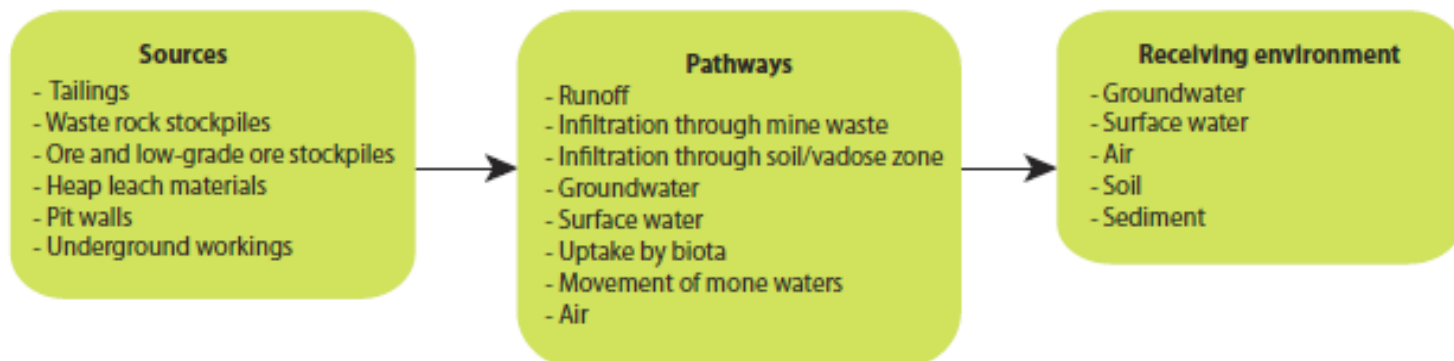 Sources
- Tailings
- Waste rock stockpiles
- Ore and low-grade ore stockpiles
- Heap leach materials
- Pit walls
- Underground workings
Pathways
- Runoff
- Infiltration through mine waste
- Infiltration through soil/vadose zone
- Groundwater
- Surface water
- Uptake by biota
- Movement of mone waters
- Air
Receiving environment
- Groundwater
- Surface water
- Air
- Soil
- Sediment